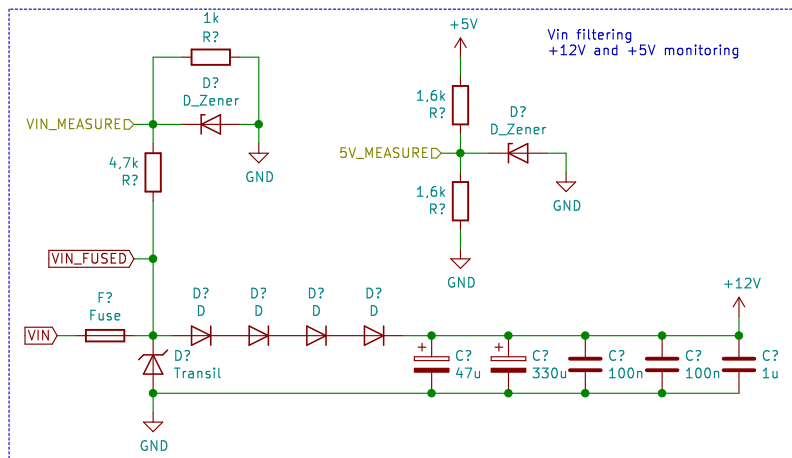 1k
R?
D?
D_Zener
VIN_MEASURED
GND
4,7k
R?
VIN_FUSED
VIN
F?
Fuse
D?
D
D?
D
D?
D
D?
D
D?
Transil
GND
+5V
1,6k
R?
5V_MEASURE
D?
D_Zener
GND
1,6k
R?
GND
Vin filtering
+12V and +5V monitoring
+12V
C?
47u
C?
330u
C?
100n
C?
100n
C?
1u